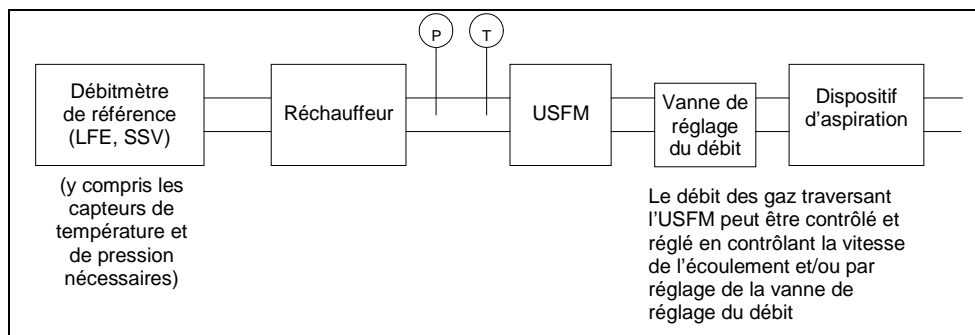 P
T
Débitmètre
de référence
(LFE, SSV)
Réchauffeur
USFM
Vanne de
réglage
du débit
Dispositif
d'aspiration
(y compris les
capteurs de
température et
de pression
nécessaires)
Le débit des gaz traversant
l'USFM peut être contrôlé et
réglé en contrôlant la vitesse
de l'écoulement et/ou par
réglage de la vanne de
réglage du débit